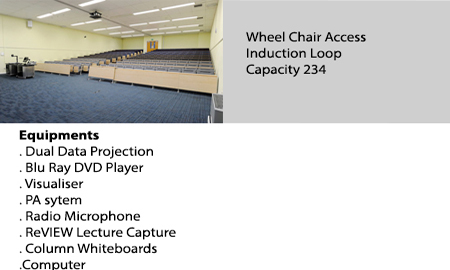 Wheel Chair Access
Induction Loop
Capacity 234
Equipments
. Dual Data Projection
. Blu Ray DVD Player
. Visualiser
. PA sytem
. Radio Microphone
. ReVIEW Lecture Capture
. Column Whiteboards
.Computer